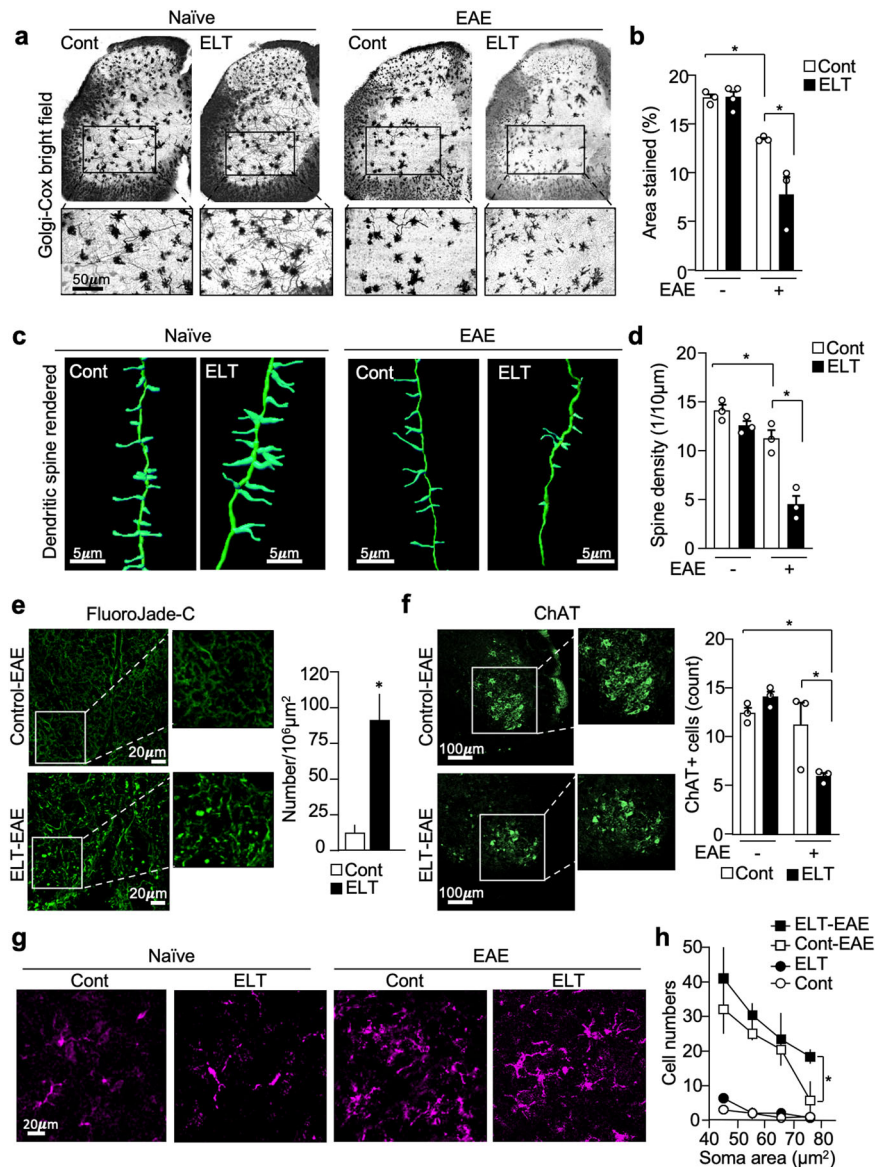 a
Naïve
EAE
Cont
ELT
Cont
ELT
Golgi-Cox bright field
50μm
b
*
*
Cont
ELT
Area stained (%)
20
15
10
5
0
EAE - +
c
Naïve
EAE
Cont
ELT
Cont
ELT
Dendritic spine rendered
5μm
5μm
5μm
5μm
d
Cont
ELT
*
*
Spine density (1/10μm)
20
15
10
5
0
EAE - +
e
FluoroJade-C
Control-EAE
20μm
ELT-EAE
20μm
Number/10⁶μm²
120
100
75
50
25
0
*
Cont
ELT
f
ChAT
Control-EAE
100μm
ELT-EAE
100μm
ChAT+ cells (count)
20
15
10
5
0
*
*
EAE - +
Cont ELT
g
Naïve
EAE
Cont
ELT
Cont
ELT
20μm
h
ELT-EAE
Cont-EAE
ELT
Cont
Cell numbers
50
40
30
20
10
0
*
40 50 60 70 80
Soma area (μm²)